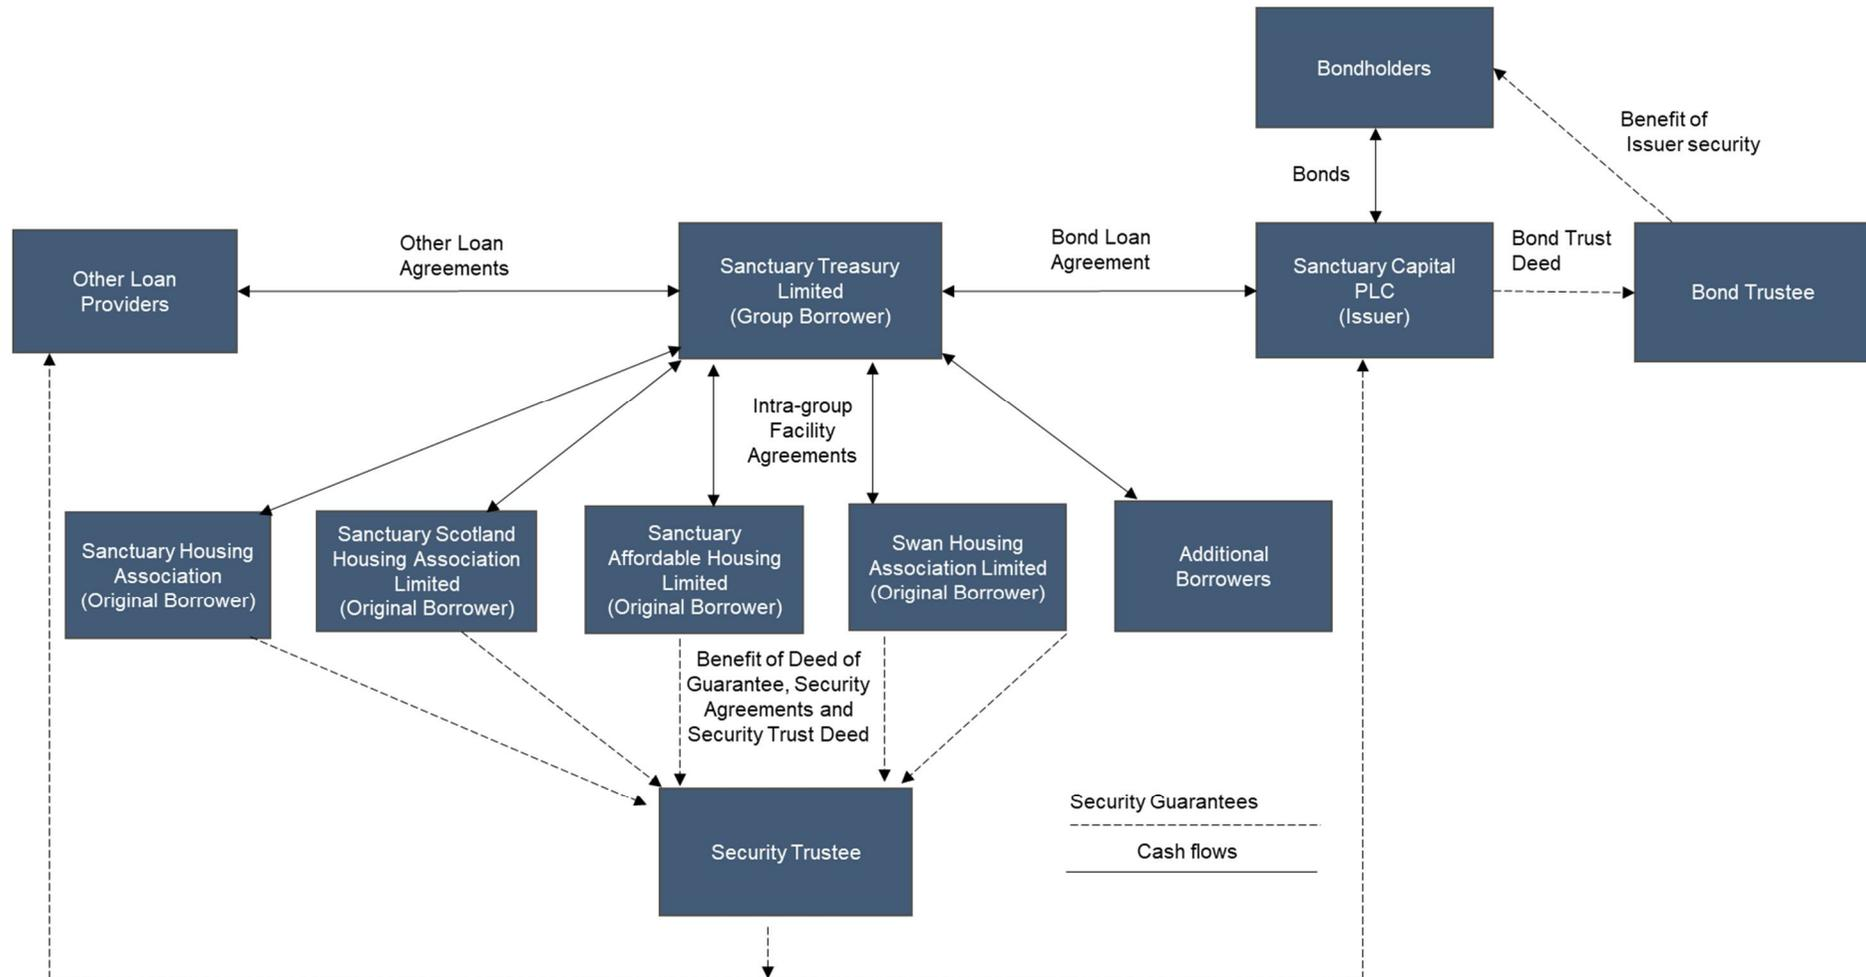 Bondholders
Benefit of
Issuer security
Bonds
Other Loan
Providers
Other Loan
Agreements
Sanctuary Treasury
Limited
(Group Borrower)
Bond Loan
Agreement
Sanctuary Capital
PLC
(Issuer)
Bond Trust
Deed
Bond Trustee
Intra-group
Facility
Agreements
Sanctuary Housing
Association
(Original Borrower)
Sanctuary Scotland
Housing Association
Limited
(Original Borrower)
Sanctuary
Affordable Housing
Limited
(Original Borrower)
Swan Housing
Association Limited
(Original Borrower)
Additional
Borrowers
Benefit of Deed of
Guarantee, Security
Agreements and
Security Trust Deed
Security Trustee
Security Guarantees
Cash flows